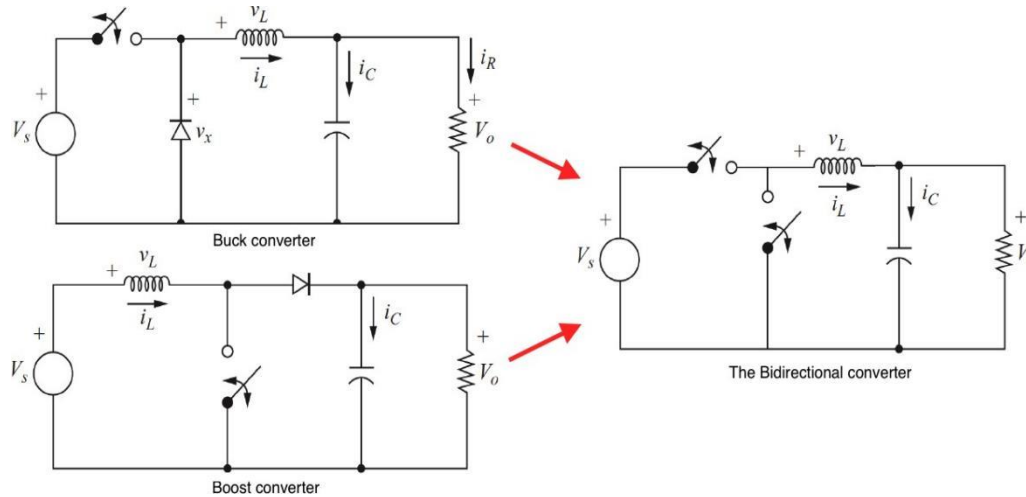 + v_L
i_L
i_C
i_R
+
V_s
+
v_x
+
V_o
Buck converter
+ v_L
i_L
i_C
+
V_s
+
V_o
Boost converter
+ v_L
i_L
i_C
+
V_s
+
V
The Bidirectional converter